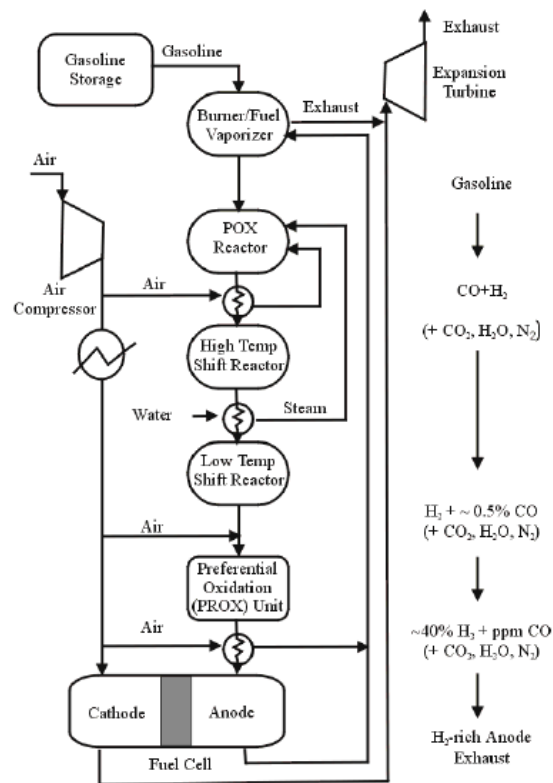 Gasoline
Storage
Gasoline
Burner/Fuel
Vaporizer
Exhaust
Exhaust
Expansion
Turbine
Air
Air
Compressor
POX
Reactor
Air
High Temp
Shift Reactor
Water
Steam
Low Temp
Shift Reactor
Air
Preferential
Oxidation
(PROX) Unit
Air
Cathode
Anode
Fuel Cell
Gasoline
CO+H₂
(+ CO₂, H₂O, N₂)
H₂ + ~ 0.5% CO
(+ CO₂, H₂O, N₂)
~40% H₂ + ppm CO
(+ CO₂, H₂O, N₂)
H₂-rich Anode
Exhaust